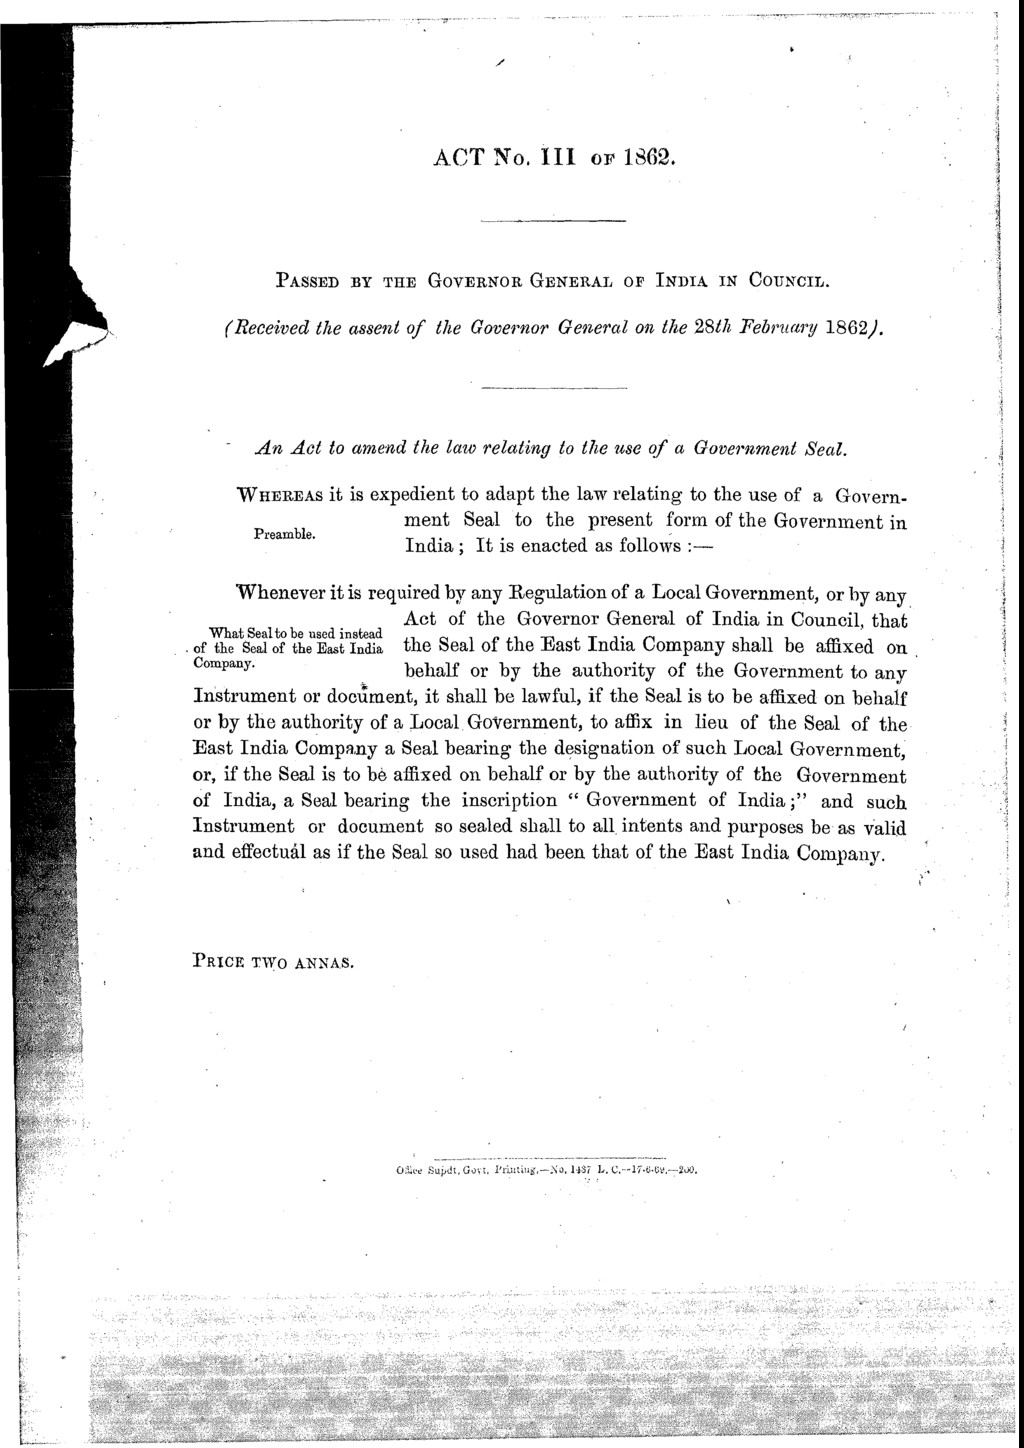 ACT No. III OF 1862.
PASSED BY THE GOVERNOR GENERAL OF INDIA IN COUNCIL.
(Received the assent of the Governor General on the 28th February 1862).
An Act to amend the law relating to the use of a Government Seal.
WHEREAS it is expedient to adapt the law relating to the use of a Govern-
Preamble.
ment Seal to the present form of the Government in
India ; It is enacted as follows :—
Whenever it is required by any Regulation of a Local Government, or by any
What Seal to be used instead
of the Seal of the East India
Company.
Act of the Governor General of India in Council, that
the Seal of the East India Company shall be affixed on
behalf or by the authority of the Government to any
Instrument or document, it shall be lawful, if the Seal is to be affixed on behalf
or by the authority of a Local Government, to affix in lieu of the Seal of the
East India Company a Seal bearing the designation of such Local Government,
or, if the Seal is to be affixed on behalf or by the authority of the Government
of India, a Seal bearing the inscription “ Government of India ;” and such
Instrument or document so sealed shall to all intents and purposes be as valid
and effectual as if the Seal so used had been that of the East India Company.
PRICE TWO ANNAS.
Office Supdt. Govt. Printing.—No. 1437 L. C.—